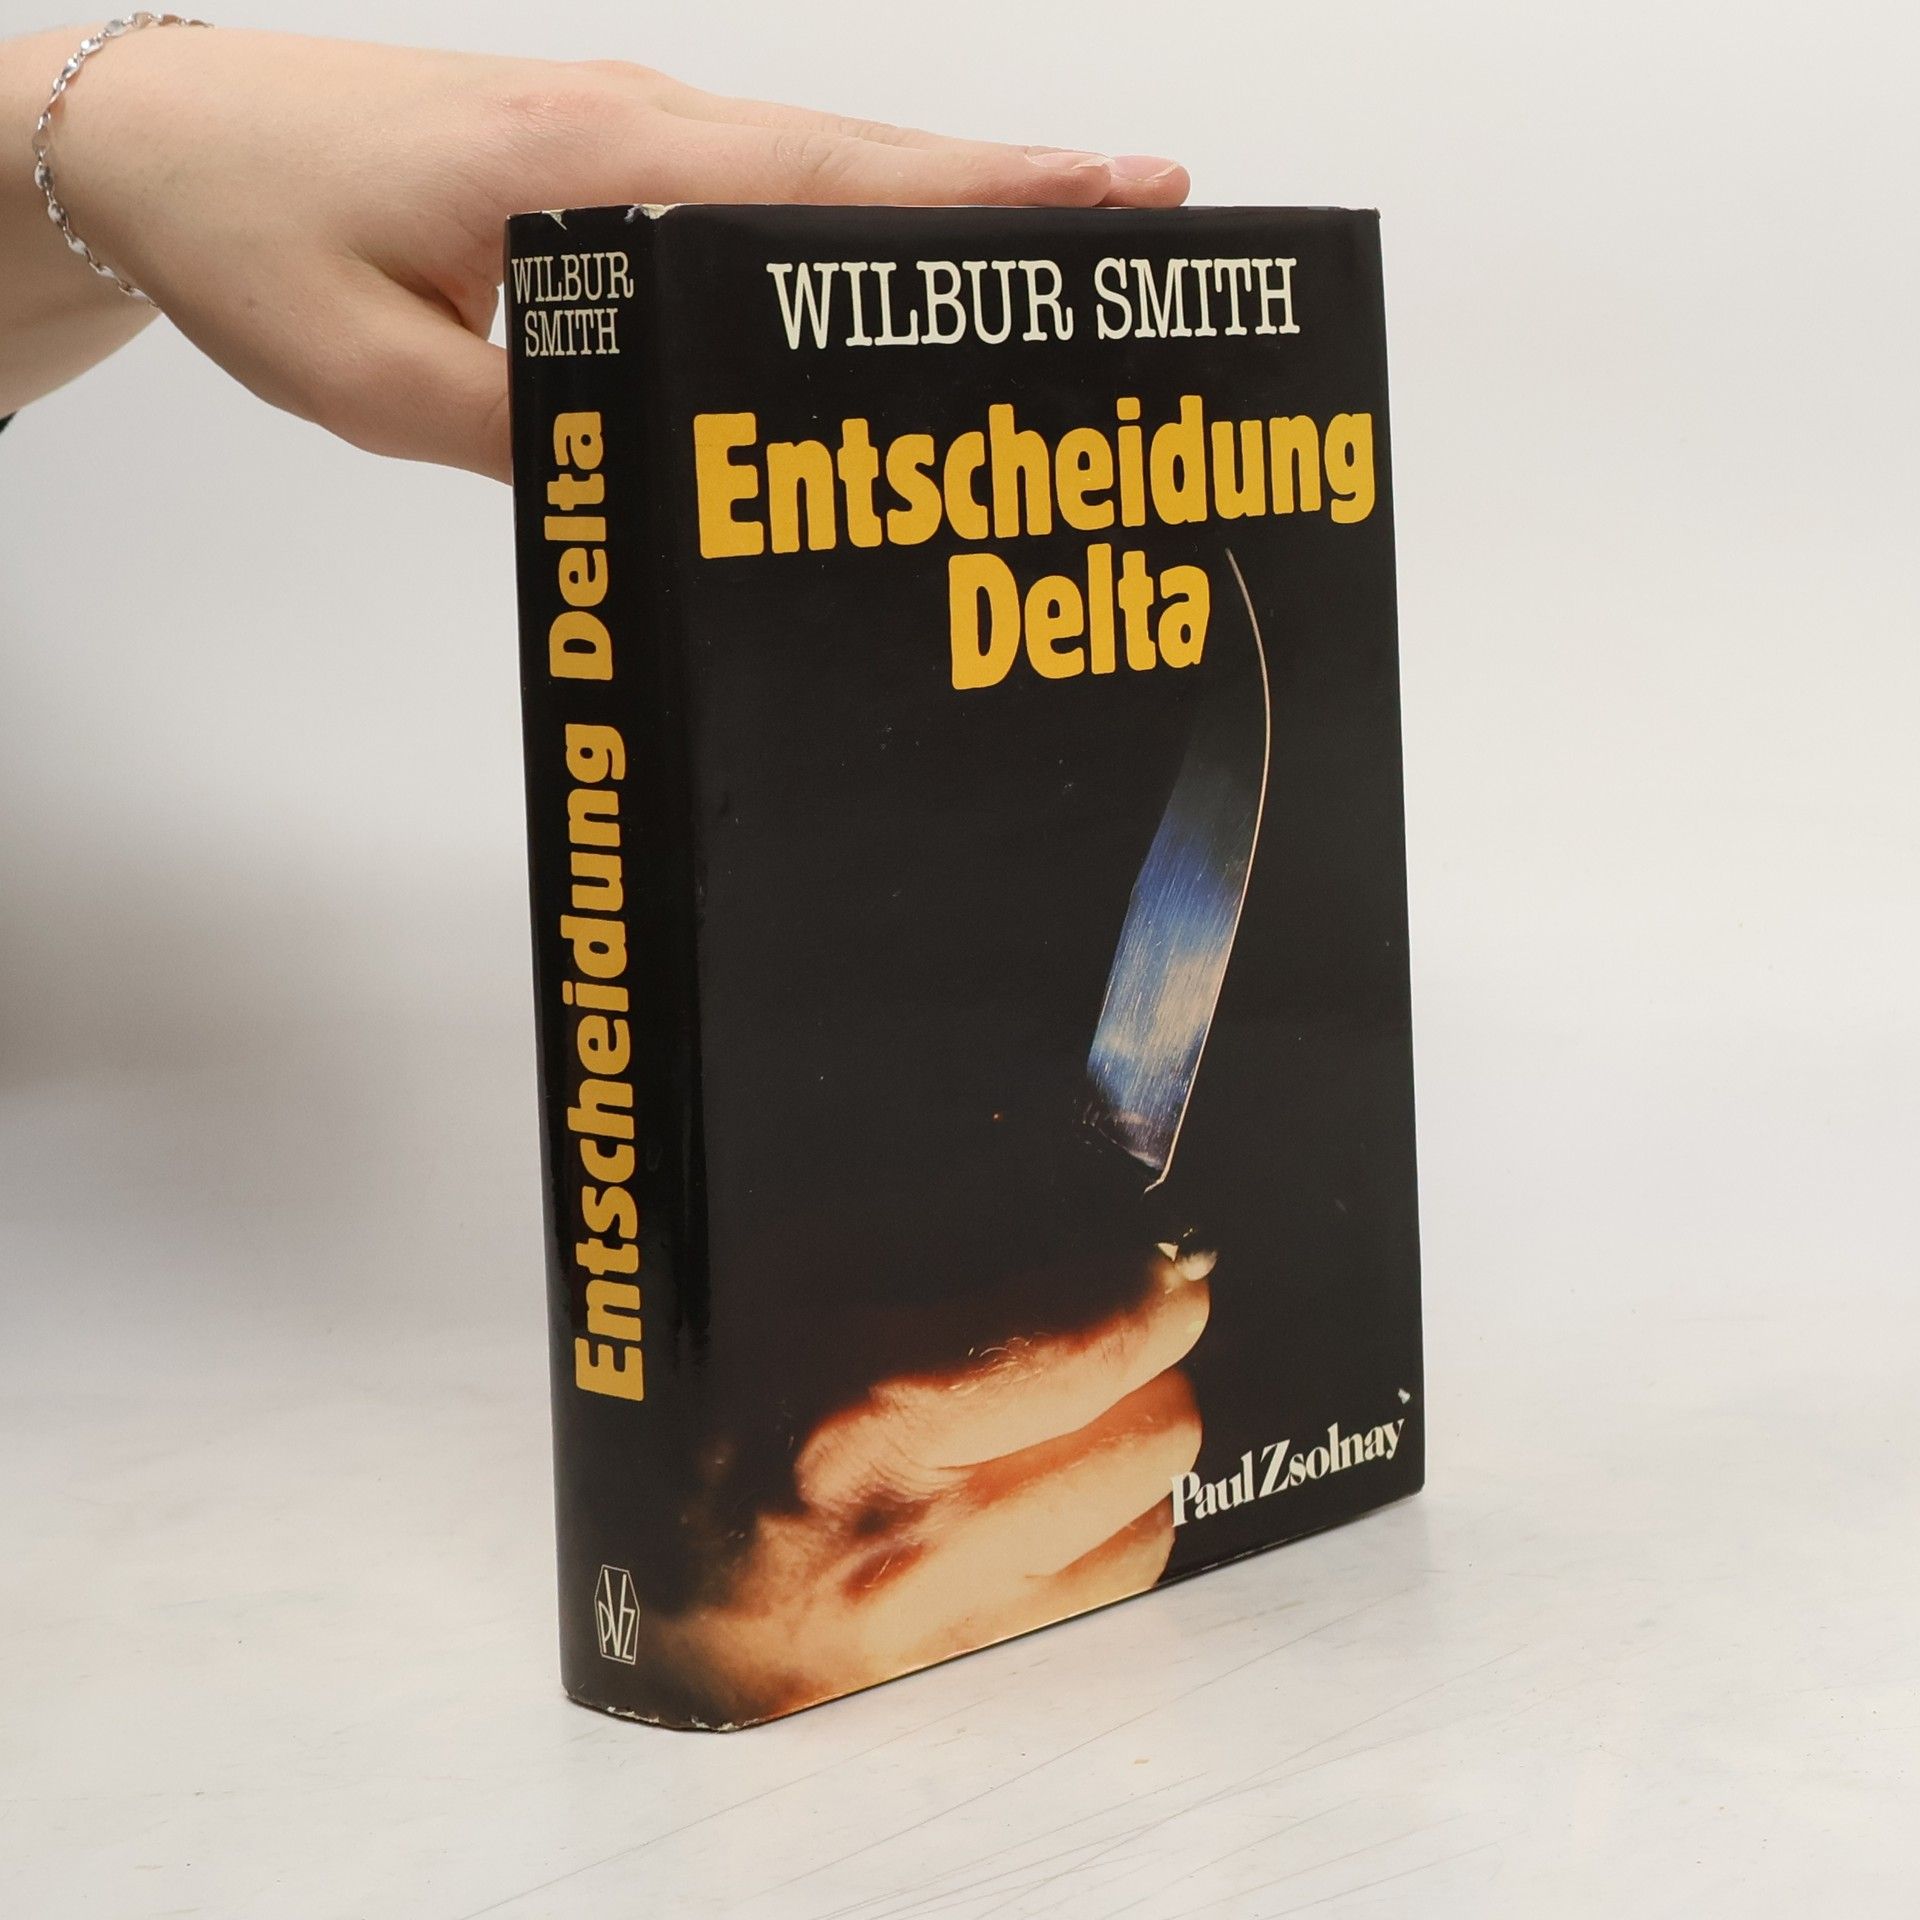 WILBUR
SMITH
Entscheidung Delta
PVZ
WILBUR SMITH
Entscheidung
Delta
Paul Zsolnay